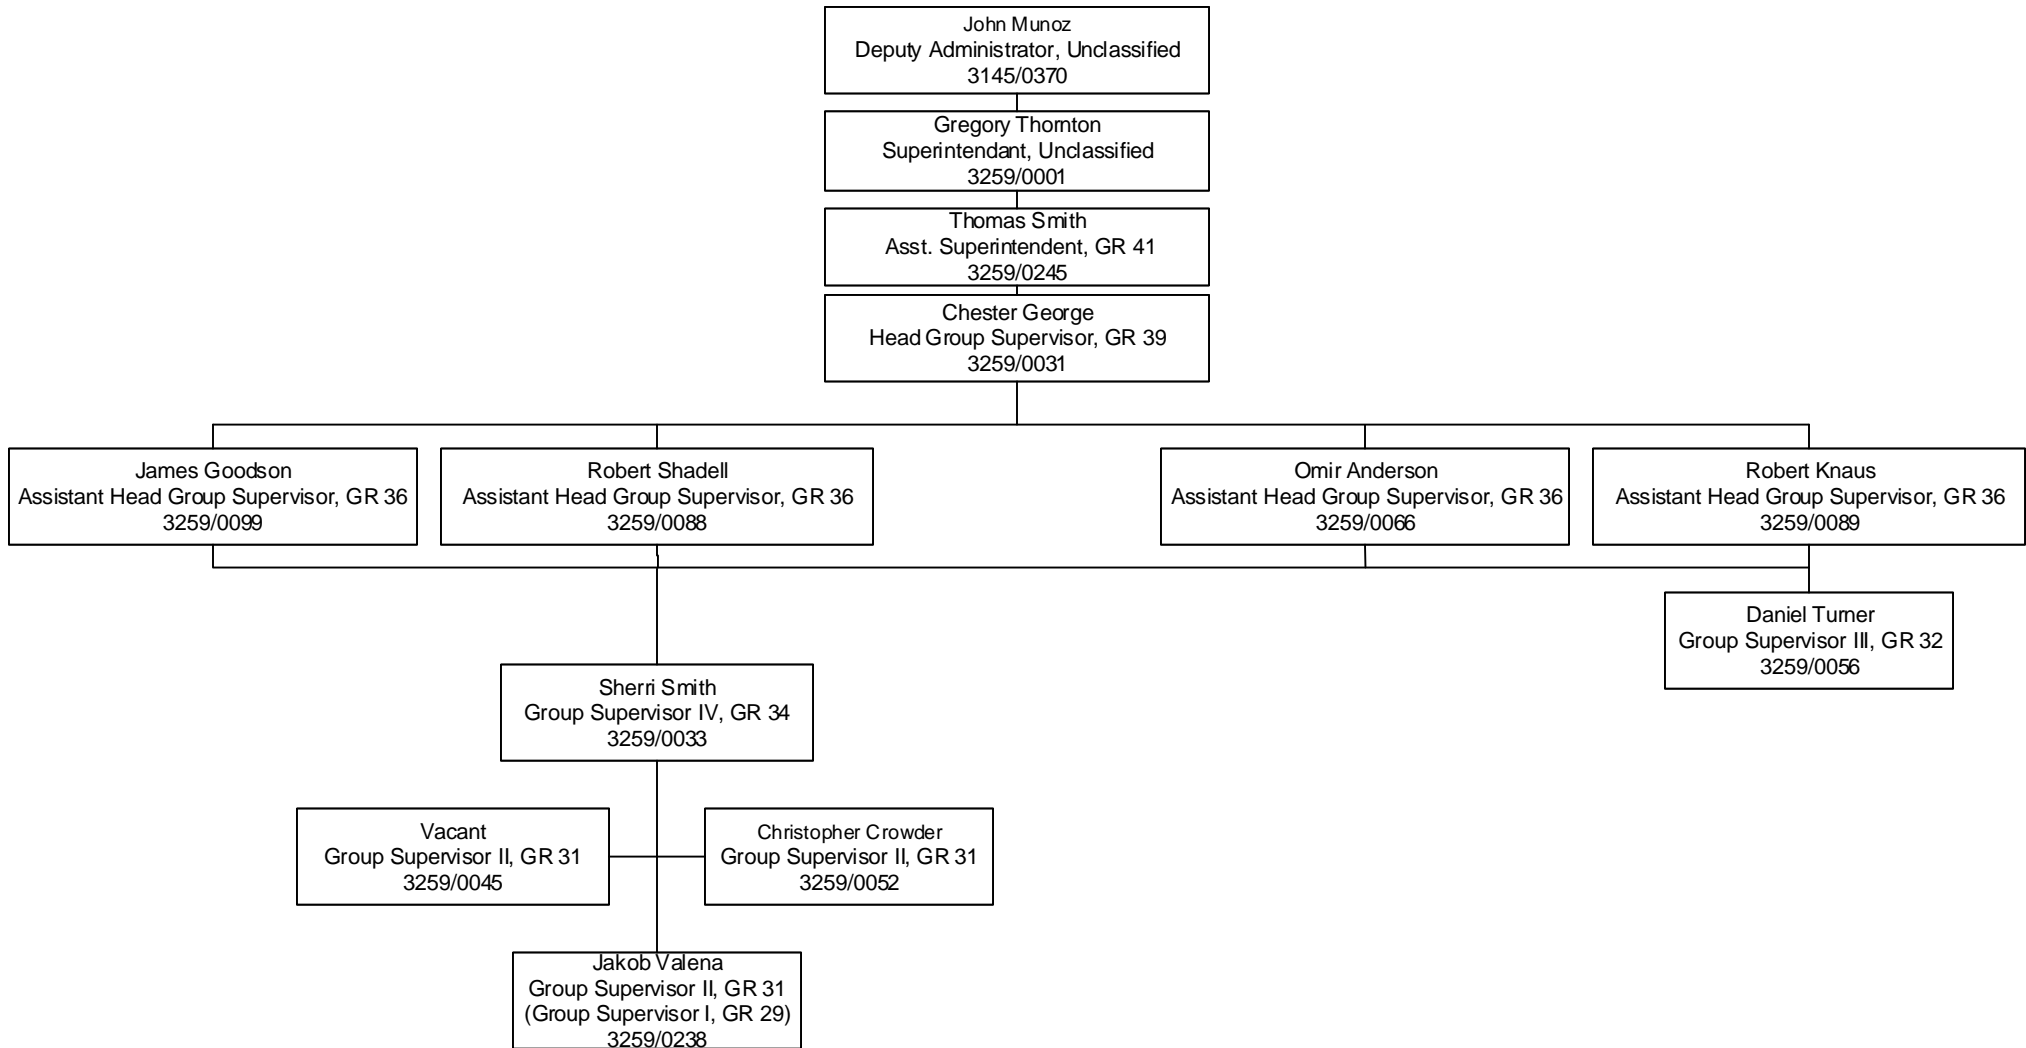 John Munoz
Deputy Administrator, Unclassified
3145/0370
Gregory Thornton
Superintendant, Unclassified
3259/0001
Thomas Smith
Asst. Superintendent, GR 41
3259/0245
Chester George
Head Group Supervisor, GR 39
3259/0031
James Goodson
Assistant Head Group Supervisor, GR 36
3259/0099
Robert Shadell
Assistant Head Group Supervisor, GR 36
3259/0088
Omir Anderson
Assistant Head Group Supervisor, GR 36
3259/0066
Robert Knaus
Assistant Head Group Supervisor, GR 36
3259/0089
Daniel Turner
Group Supervisor III, GR 32
3259/0056
Sherri Smith
Group Supervisor IV, GR 34
3259/0033
Vacant
Group Supervisor II, GR 31
3259/0045
Christopher Crowder
Group Supervisor II, GR 31
3259/0052
Jakob Valena
Group Supervisor II, GR 31
(Group Supervisor I, GR 29)
3259/0238